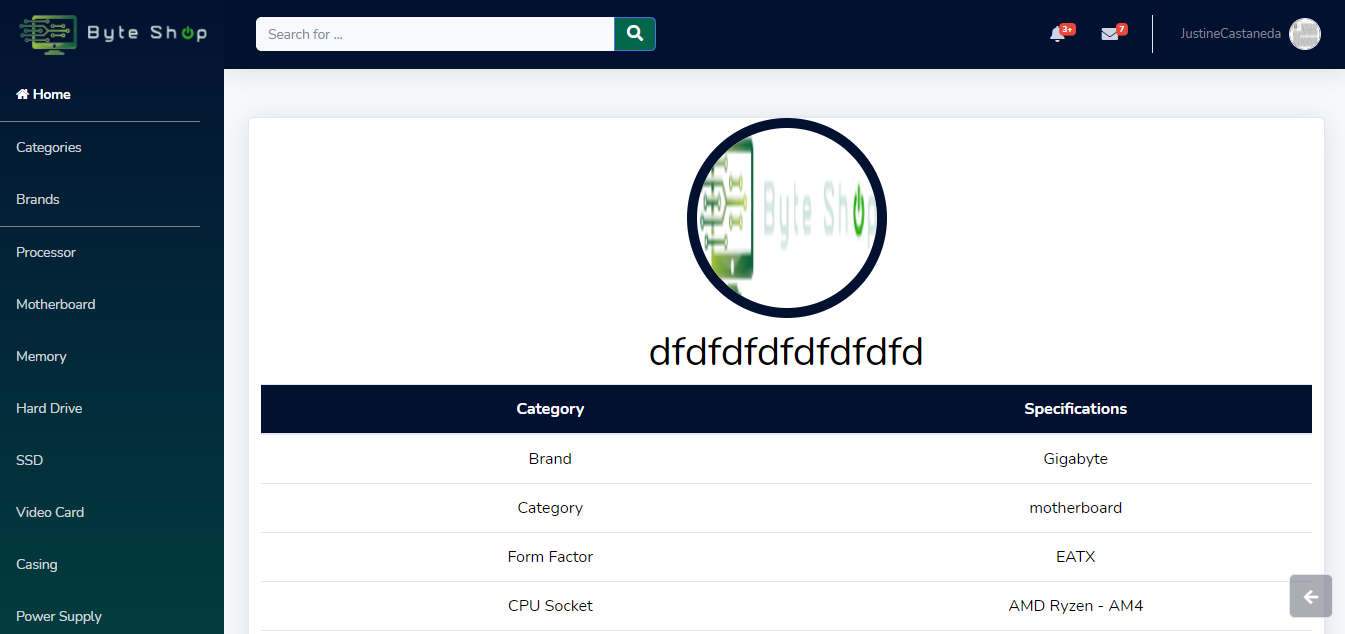 Byte Shop
Search for ...
3+
7
JustineCastaneda
Home
Categories
Brands
Processor
Motherboard
Memory
Hard Drive
SSD
Video Card
Casing
Power Supply
Byte Shop
dfdfdfdfdfdfdfd
Category Specifications
Brand Gigabyte
Category motherboard
Form Factor EATX
CPU Socket AMD Ryzen - AM4